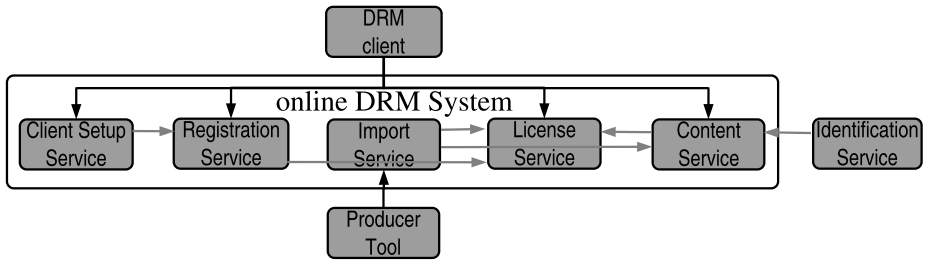 DRM
client
online DRM System
Client Setup
Service
Registration
Service
Import
Service
License
Service
Content
Service
Identification
Service
Producer
Tool